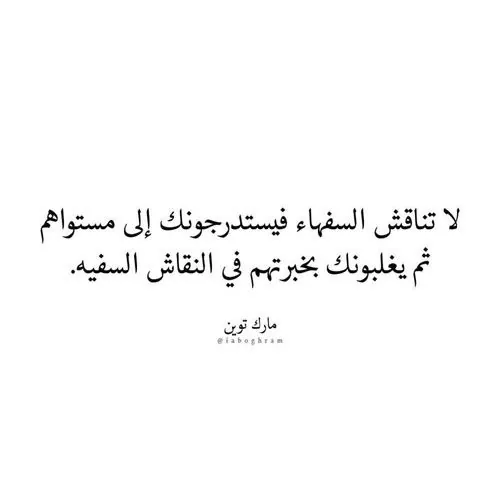 لا تناقش السفهاء فيستدرجونك إلى مستواهم
ثم يغلبونك بخبرتهم في النقاش السفيه.
مارك توين
@iaboghram